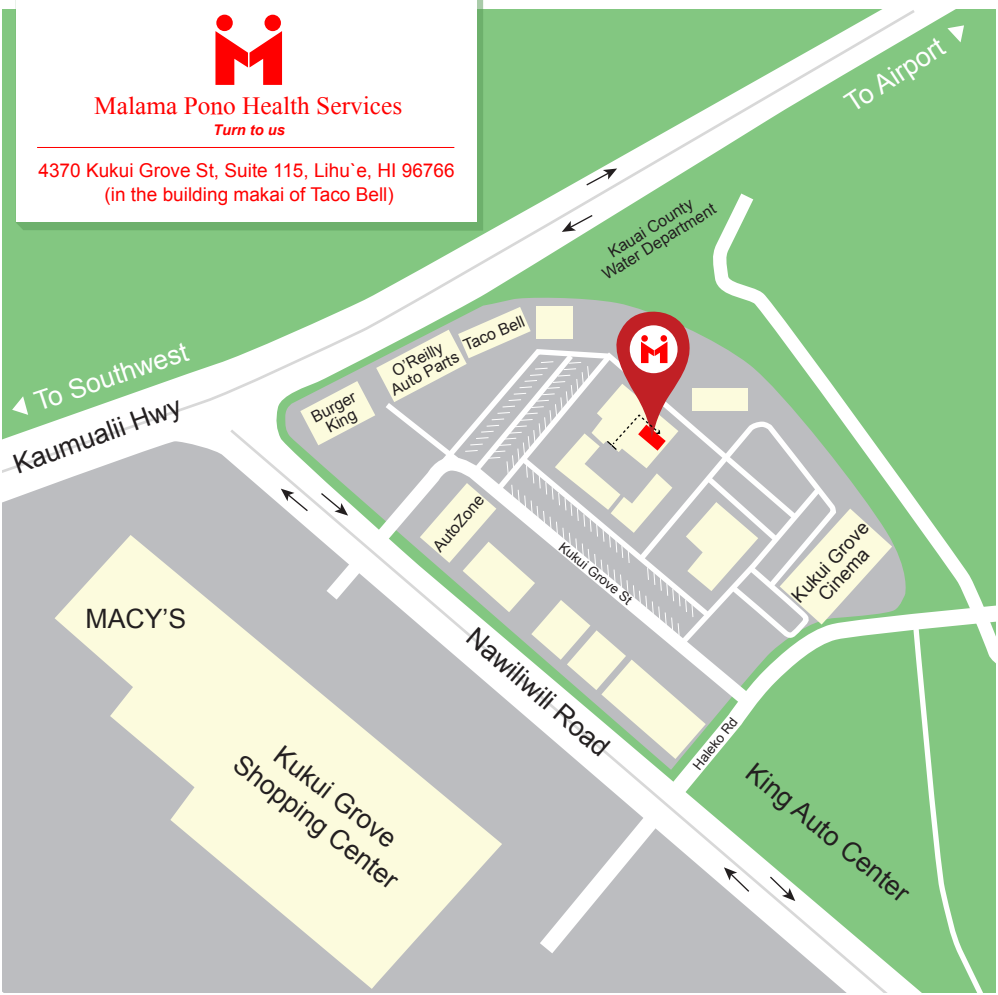 Malama Pono Health Services
Turn to us
4370 Kukui Grove St, Suite 115, Lihu`e, HI 96766
(in the building makai of Taco Bell)
To Airport
Kauai County
Water Department
To Southwest
Kaumualii Hwy
Taco Bell
O'Reilly
Auto Parts
Burger
King
AutoZone
Kukui Grove St
Kukui Grove
Cinema
MACY'S
Nawiliwili Road
Haleko Rd
Kukui Grove
Shopping Center
King Auto Center